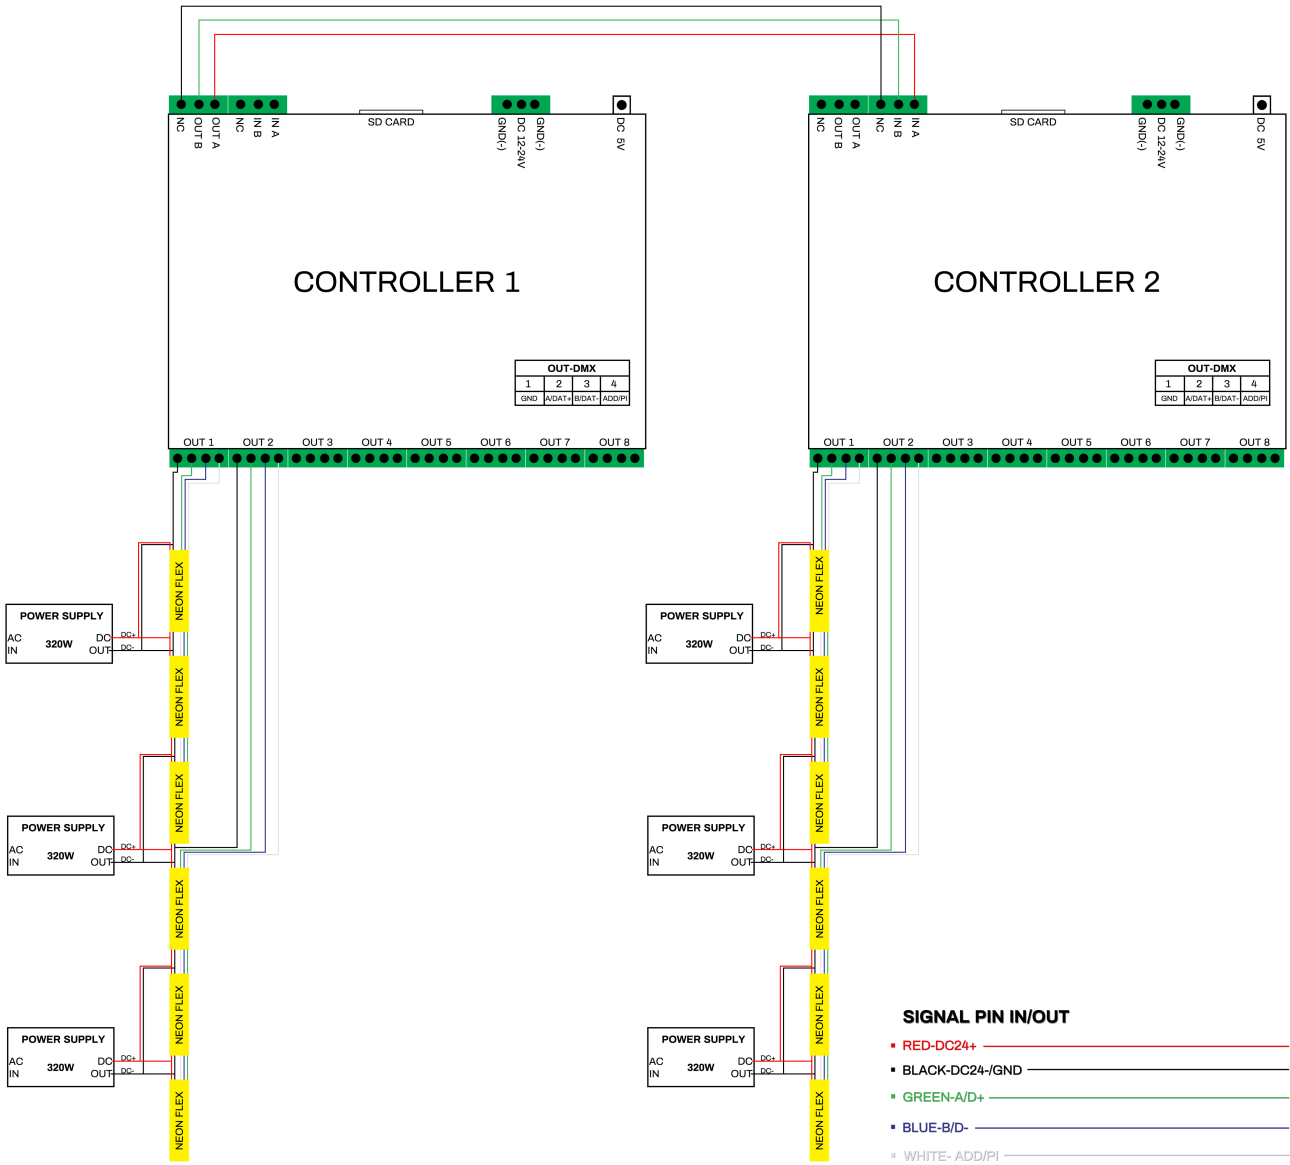 NC OUT B OUT A NC IN B IN A
SD CARD
GND(-) DC 12-24V GND(-)
DC 5V
CONTROLLER 1
OUT-DMX
1 2 3 4
GND A/DAT+ B/DAT- ADD/PI
OUT 1 OUT 2 OUT 3 OUT 4 OUT 5 OUT 6 OUT 7 OUT 8
NC OUT B OUT A NC IN B IN A
SD CARD
GND(-) DC 12-24V GND(-)
DC 5V
CONTROLLER 2
OUT-DMX
1 2 3 4
GND A/DAT+ B/DAT- ADD/PI
OUT 1 OUT 2 OUT 3 OUT 4 OUT 5 OUT 6 OUT 7 OUT 8
NEON FLEX
POWER SUPPLY
AC IN
320W
DC OUT
DC+
DC-
NEON FLEX
NEON FLEX
POWER SUPPLY
AC IN
320W
DC OUT
DC+
DC-
NEON FLEX
NEON FLEX
POWER SUPPLY
AC IN
320W
DC OUT
DC+
DC-
NEON FLEX
NEON FLEX
POWER SUPPLY
AC IN
320W
DC OUT
DC+
DC-
NEON FLEX
NEON FLEX
POWER SUPPLY
AC IN
320W
DC OUT
DC+
DC-
NEON FLEX
NEON FLEX
POWER SUPPLY
AC IN
320W
DC OUT
DC+
DC-
NEON FLEX
SIGNAL PIN IN/OUT
RED-DC24+
BLACK-DC24-/GND
GREEN-A/D+
BLUE-B/D-
WHITE- ADD/PI